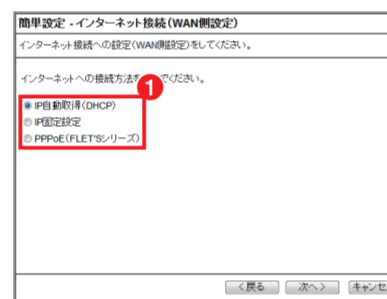 簡単設定 - インターネット接続(WAN側設定)
インターネット接続への設定(WAN側設定)をしてください。
インターネットへの接続方法を
1
ください。
IP自動取得(DHCP)
IP固定設定
PPPoE(FLET'Sシリーズ)
<戻る 次へ> キャンセ